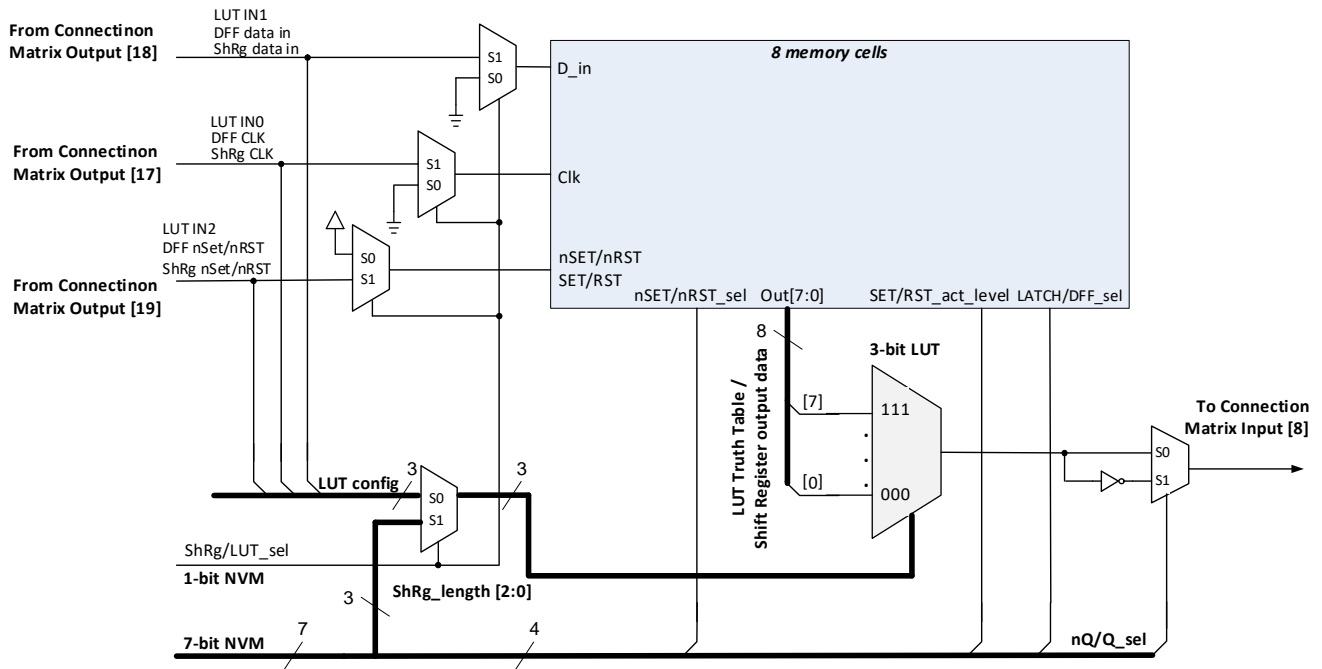 From Connectinon
Matrix Output [18]
LUT IN1
DFF data in
ShRg data in
S1
S0
8 memory cells
D_in
From Connectinon
Matrix Output [17]
LUT IN0
DFF CLK
ShRg CLK
S1
S0
Clk
From Connectinon
Matrix Output [19]
LUT IN2
DFF nSet/nRST
ShRg nSet/nRST
S0
S1
nSET/nRST
SET/RST
nSET/nRST_sel
Out[7:0]
SET/RST_act_level
LATCH/DFF_sel
8
LUT Truth Table /
Shift Register output data
3-bit LUT
[7]
111
[0]
000
To Connection
Matrix Input [8]
S0
S1
LUT config
3
S0
S1
3
ShRg/LUT_sel
1-bit NVM
ShRg_length [2:0]
3
7-bit NVM
7
4
nQ/Q_sel